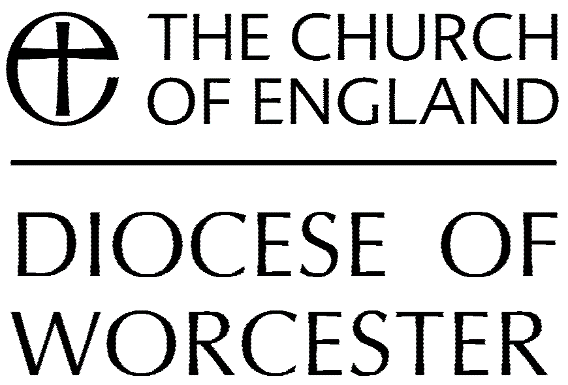 THE CHURCH
OF ENGLAND
DIOCESE OF
WORCESTER